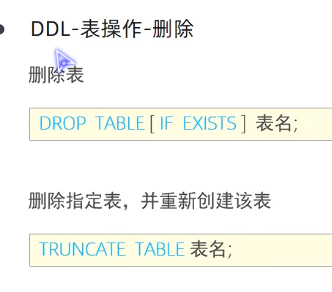 DDL-表操作-删除
删除表
DROP TABLE [ IF EXISTS ] 表名;
删除指定表，并重新创建该表
TRUNCATE TABLE 表名;